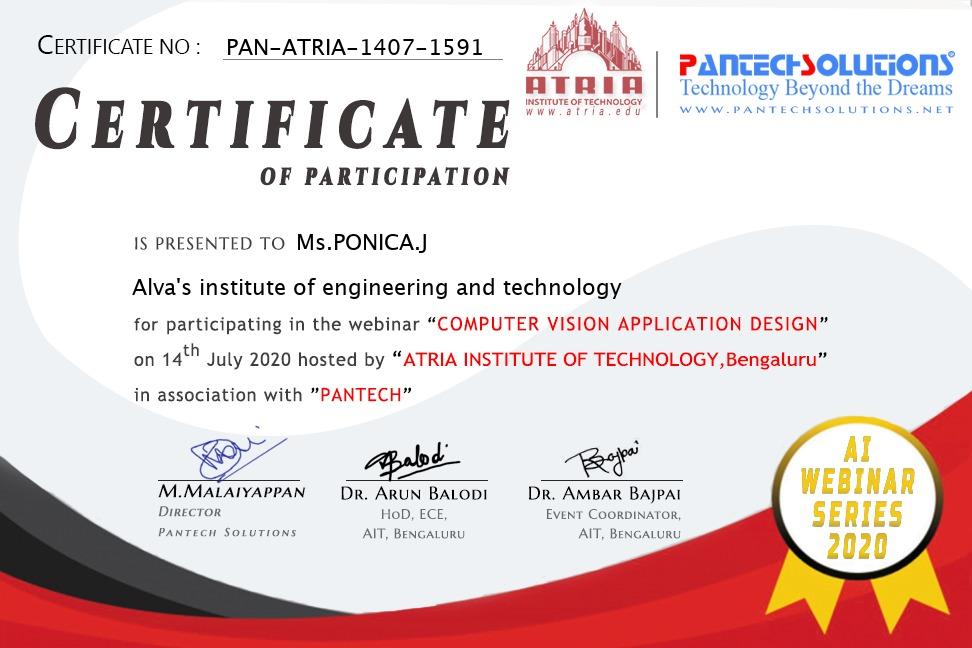 CERTIFICATE NO : PAN-ATRIA-1407-1591
ATRIA
INSTITUTE OF TECHNOLOGY
www.atria.edu
PANTECHSOLUTIONS©
Technology Beyond the Dreams
WWW.PANTECHSOLUTIONS.NET
CERTIFICATE
OF PARTICIPATION
IS PRESENTED TO Ms.PONICA.J
Alva's institute of engineering and technology
for participating in the webinar “COMPUTER VISION APPLICATION DESIGN”
on 14th July 2020 hosted by “ATRIA INSTITUTE OF TECHNOLOGY,Bengaluru”
in association with ”PANTECH”
Balodi
Bajpai
M.MALAIYAPPAN
DIRECTOR
PANTECH SOLUTIONS
DR. ARUN BALODI
HOD, ECE,
AIT, BENGALURU
DR. AMBAR BAJPAI
EVENT COORDINATOR,
AIT, BENGALURU
AI
WEBINAR
SERIES
2020